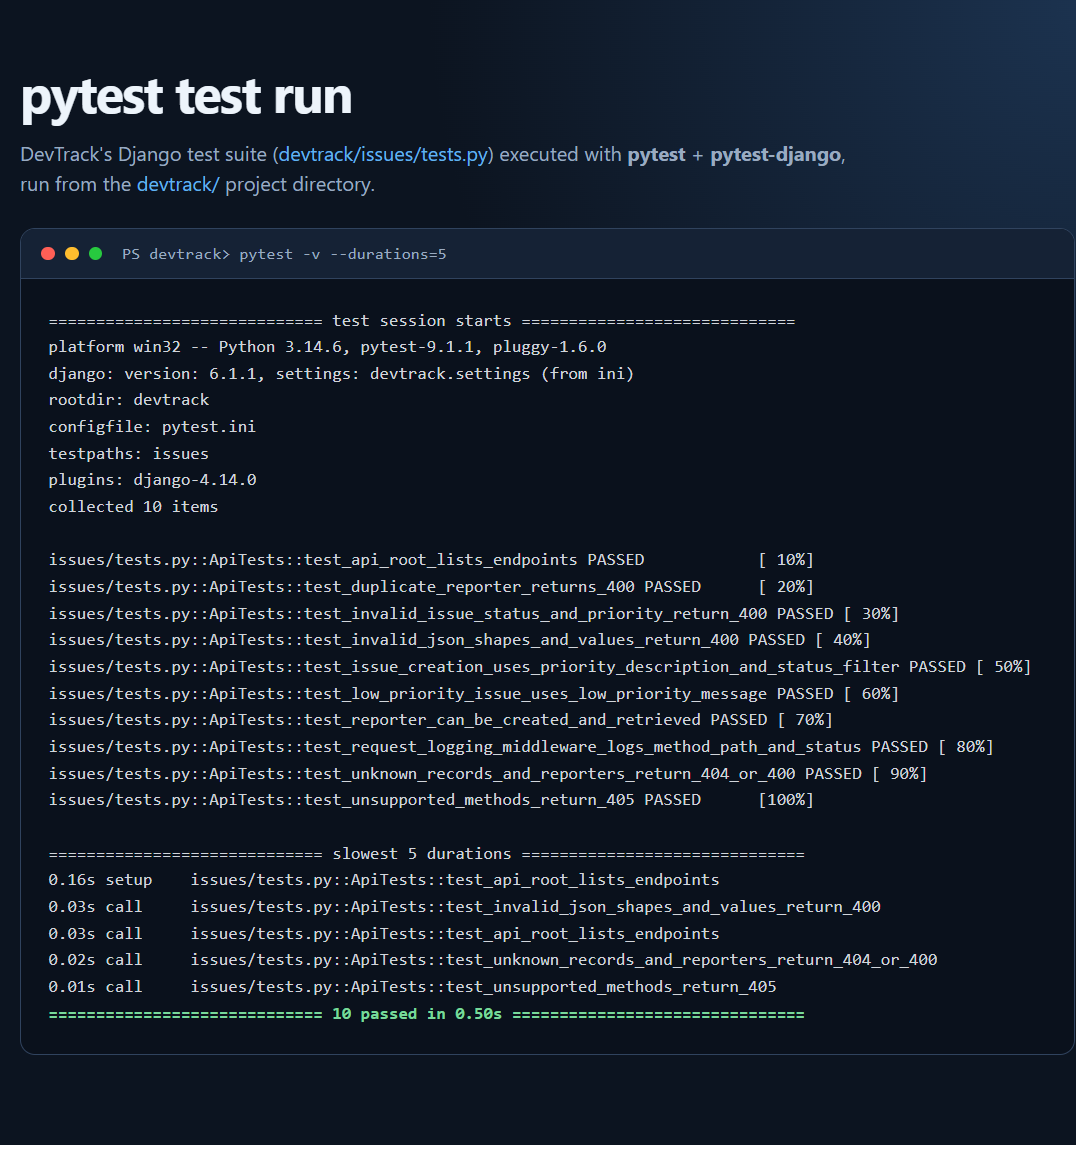 pytest test run
DevTrack's Django test suite (devtrack/issues/tests.py) executed with pytest + pytest-django,
run from the devtrack/ project directory.
PS devtrack> pytest -v --durations=5
============================= test session starts =============================
platform win32 -- Python 3.14.6, pytest-9.1.1, pluggy-1.6.0
django: version: 6.1.1, settings: devtrack.settings (from ini)
rootdir: devtrack
configfile: pytest.ini
testpaths: issues
plugins: django-4.14.0
collected 10 items
issues/tests.py::ApiTests::test_api_root_lists_endpoints PASSED            [ 10%]
issues/tests.py::ApiTests::test_duplicate_reporter_returns_400 PASSED      [ 20%]
issues/tests.py::ApiTests::test_invalid_issue_status_and_priority_return_400 PASSED [ 30%]
issues/tests.py::ApiTests::test_invalid_json_shapes_and_values_return_400 PASSED [ 40%]
issues/tests.py::ApiTests::test_issue_creation_uses_priority_description_and_status_filter PASSED [ 50%]
issues/tests.py::ApiTests::test_low_priority_issue_uses_low_priority_message PASSED [ 60%]
issues/tests.py::ApiTests::test_reporter_can_be_created_and_retrieved PASSED [ 70%]
issues/tests.py::ApiTests::test_request_logging_middleware_logs_method_path_and_status PASSED [ 80%]
issues/tests.py::ApiTests::test_unknown_records_and_reporters_return_404_or_400 PASSED [ 90%]
issues/tests.py::ApiTests::test_unsupported_methods_return_405 PASSED      [100%]
============================= slowest 5 durations ==============================
0.16s setup    issues/tests.py::ApiTests::test_api_root_lists_endpoints
0.03s call     issues/tests.py::ApiTests::test_invalid_json_shapes_and_values_return_400
0.03s call     issues/tests.py::ApiTests::test_api_root_lists_endpoints
0.02s call     issues/tests.py::ApiTests::test_unknown_records_and_reporters_return_404_or_400
0.01s call     issues/tests.py::ApiTests::test_unsupported_methods_return_405
============================= 10 passed in 0.50s ===============================